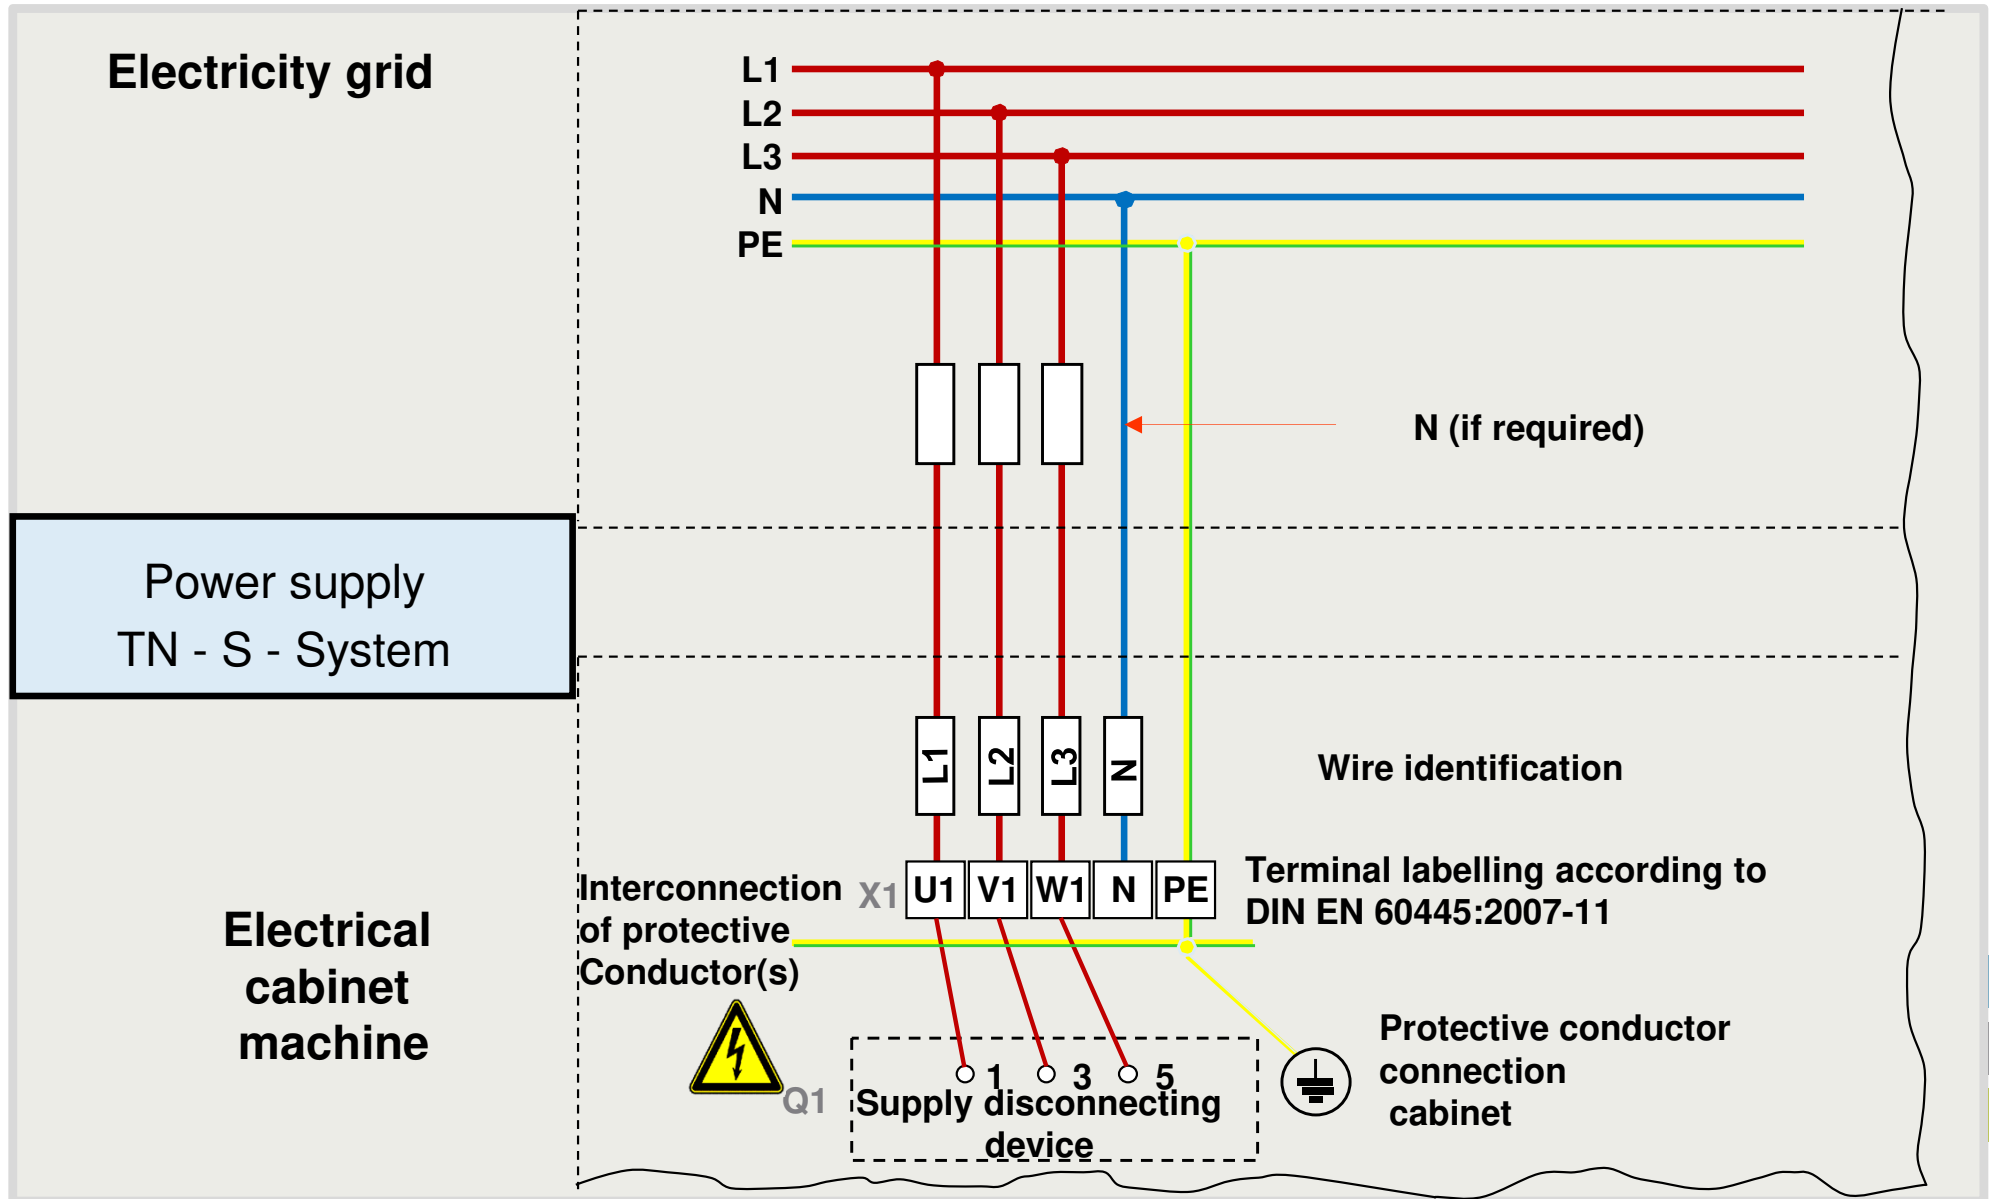 Electricity grid
L1
L2
L3
N
PE
N (if required)
Power supply
TN - S - System
L1
L2
L3
N
Wire identification
Interconnection
of protective
Conductor(s)
X1
U1
V1
W1
N
PE
Terminal labelling according to
DIN EN 60445:2007-11
Electrical
cabinet
machine
Q1
1
3
5
Supply disconnecting
device
Protective conductor
connection
cabinet